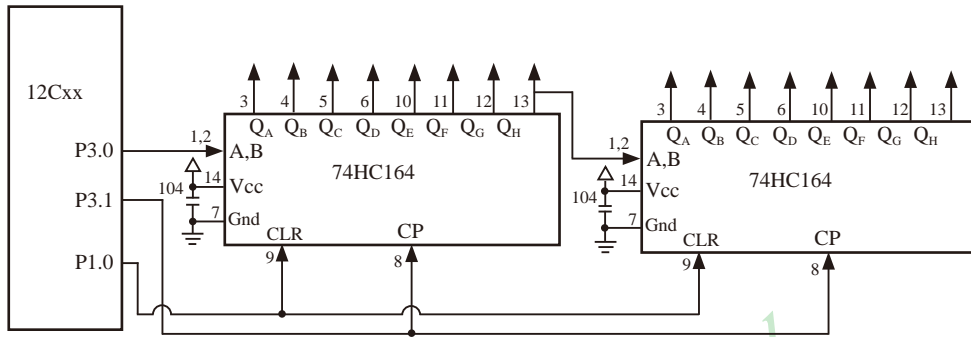 12Cxx
P3.0
P3.1
P1.0
3
4
5
6
10
11
12
13
QA QB QC QD QE QF QG QH
1,2
A,B
74HC164
14
Vcc
104
7
Gnd
CLR
CP
9
8
3
4
5
6
10
11
12
13
QA QB QC QD QE QF QG QH
1,2
A,B
74HC164
14
Vcc
104
7
Gnd
CLR
CP
9
8